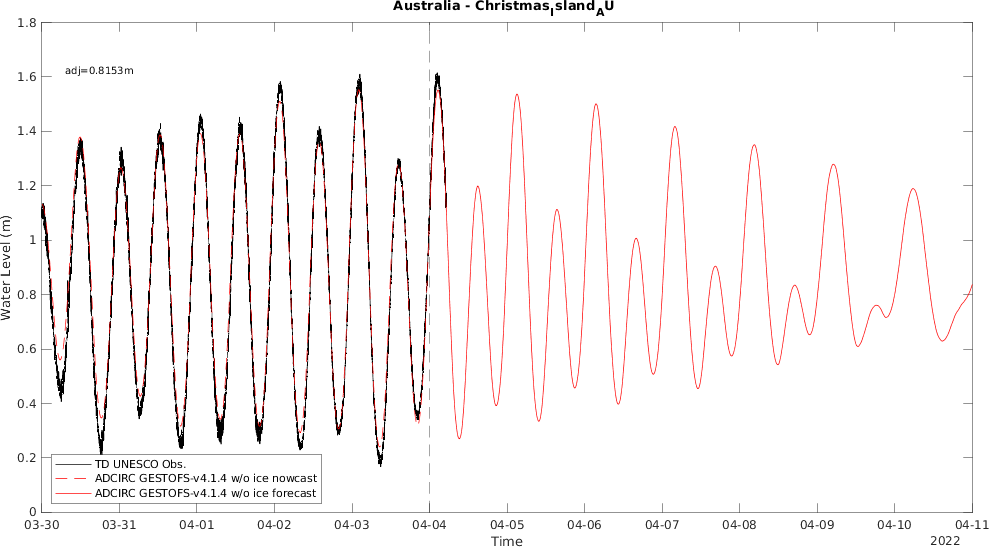 Australia - Christmas_Island_AU
1.8
1.6
adj=0.8153m
1.4
1.2
1
0.8
0.6
0.4
0.2
0
Water Level (m)
TD UNESCO Obs.
ADCIRC GESTOFS-v4.1.4 w/o ice nowcast
ADCIRC GESTOFS-v4.1.4 w/o ice forecast
03-30 03-31 04-01 04-02 04-03 04-04 04-05 04-06 04-07 04-08 04-09 04-10 04-11
Time
2022